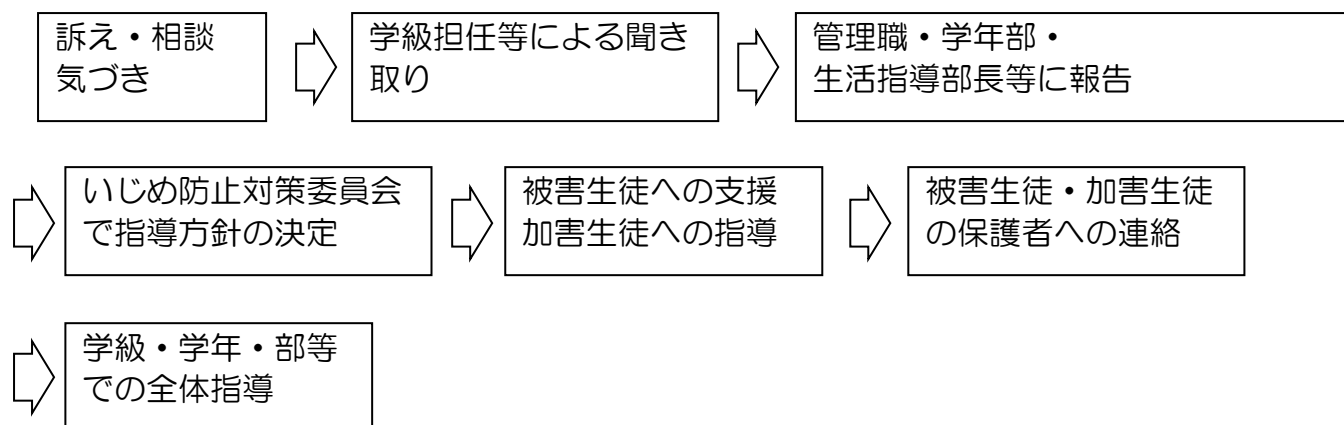 訴え・相談
気づき
学級担任等による聞き
取り
管理職・学年部・
生活指導部長等に報告
いじめ防止対策委員会
で指導方針の決定
被害生徒への支援
加害生徒への指導
被害生徒・加害生徒
の保護者への連絡
学級・学年・部等
での全体指導